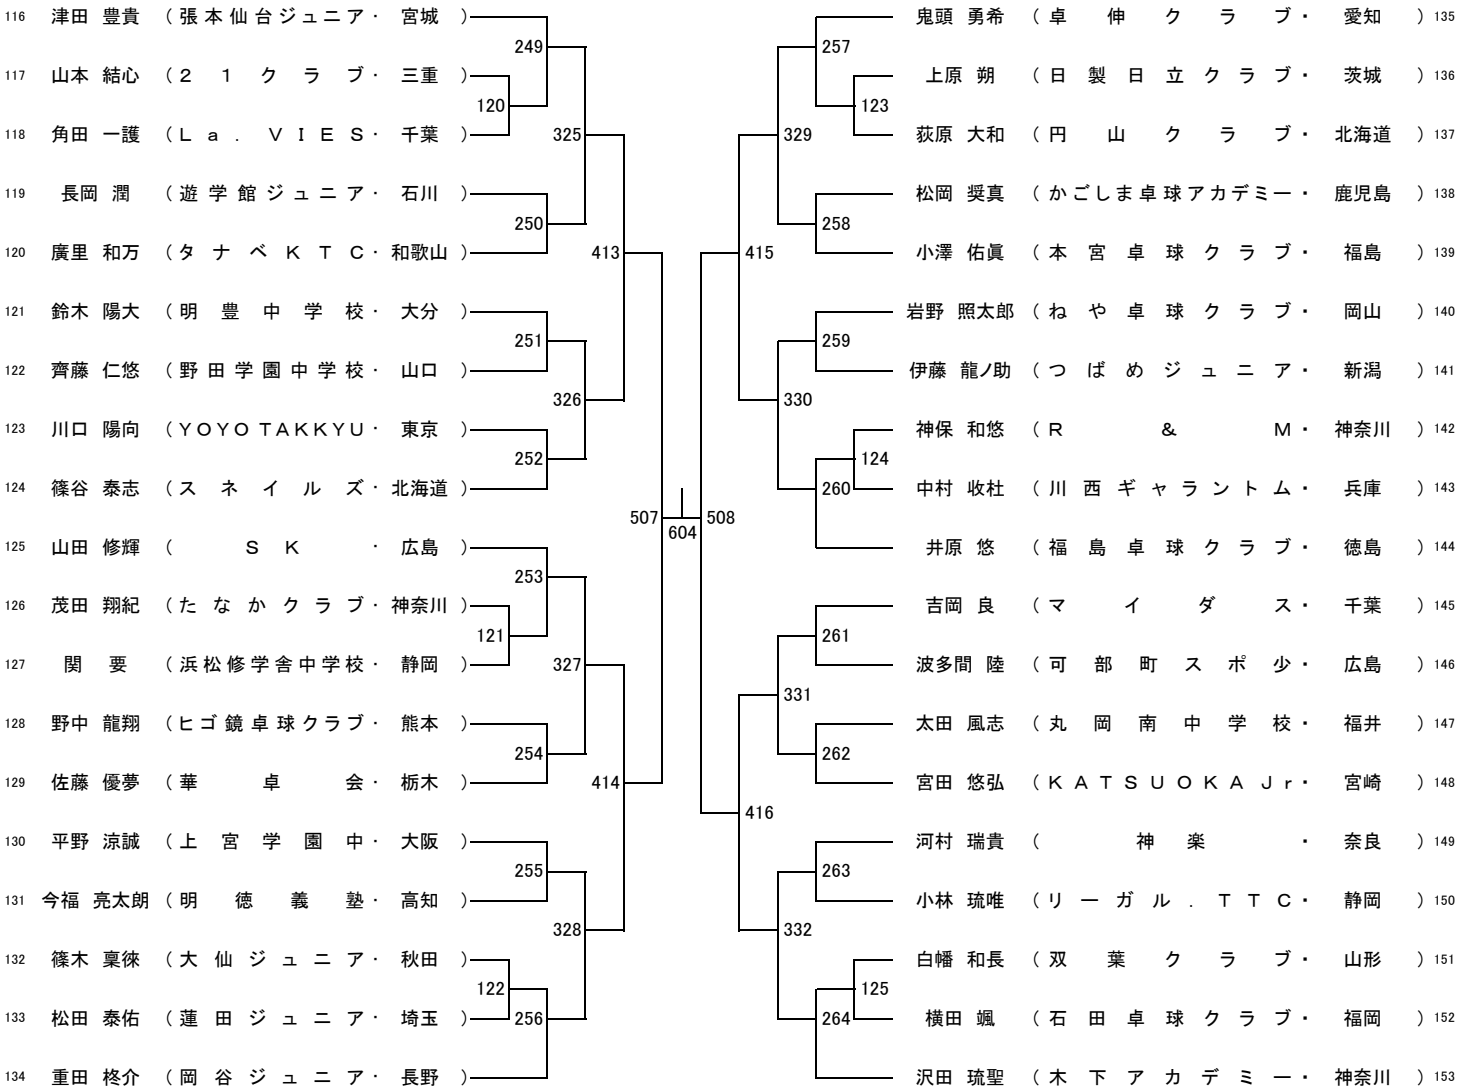 116 津田 豊貴 (張本仙台ジュニア・ 宮城 ) 鬼頭 勇希 (卓伸クラブ・ 愛知 ) 135
249 257
117 山本 結心 (21クラブ・ 三重 ) 上原 朔 (日製日立クラブ・ 茨城 ) 136
120 123
118 角田 一護 (La.VIES・ 千葉 ) 325 329 荻原 大和 (円山クラブ・ 北海道 ) 137
119 長岡 潤 (遊学館ジュニア・ 石川 ) 松岡 奨真 (かごしま卓球アカデミー・ 鹿児島 ) 138
250 258
120 廣里 和万 (タナベKTC・ 和歌山 ) 413 415 小澤 佑眞 (本宮卓球クラブ・ 福島 ) 139
121 鈴木 陽大 (明豊中学校・ 大分 ) 岩野 照太郎 (ねや卓球クラブ・ 岡山 ) 140
251 259
122 齊藤 仁悠 (野田学園中学校・ 山口 ) 伊藤 龍ノ助 (つばめジュニア・ 新潟 ) 141
326 330
123 川口 陽向 (YOYO TAKKYU・ 東京 ) 神保 和悠 (R&M・ 神奈川 ) 142
252 124
124 篠谷 泰志 (スネイルズ・ 北海道 ) 260 中村 收杜 (川西ギャラントム・ 兵庫 ) 143
507 604 508
125 山田 修輝 (SK・ 広島 ) 井原 悠 (福島卓球クラブ・ 徳島 ) 144
253
126 茂田 翔紀 (たなかクラブ・ 神奈川 ) 吉岡 良 (マイダス・ 千葉 ) 145
121 261
127 関 要 (浜松修学舎中学校・ 静岡 ) 327 波多間 陸 (可部町スポ少・ 広島 ) 146
331
128 野中 龍翔 (ヒゴ鏡卓球クラブ・ 熊本 ) 太田 風志 (丸岡南中学校・ 福井 ) 147
254 262
129 佐藤 優夢 (華卓会・ 栃木 ) 414 宮田 悠弘 (KATSUOKA Jr・ 宮崎 ) 148
416
130 平野 涼誠 (上宮学園中・ 大阪 ) 河村 瑞貴 (神楽・ 奈良 ) 149
255 263
131 今福 亮太朗 (明徳義塾・ 高知 ) 小林 琉唯 (リーガル.TTC・ 静岡 ) 150
328 332
132 篠木 稟徠 (大仙ジュニア・ 秋田 ) 白幡 和長 (双葉クラブ・ 山形 ) 151
122 125
133 松田 泰佑 (蓮田ジュニア・ 埼玉 ) 256 264 横田 颯 (石田卓球クラブ・ 福岡 ) 152
134 重田 柊介 (岡谷ジュニア・ 長野 ) 沢田 琉聖 (木下アカデミー・ 神奈川 ) 153